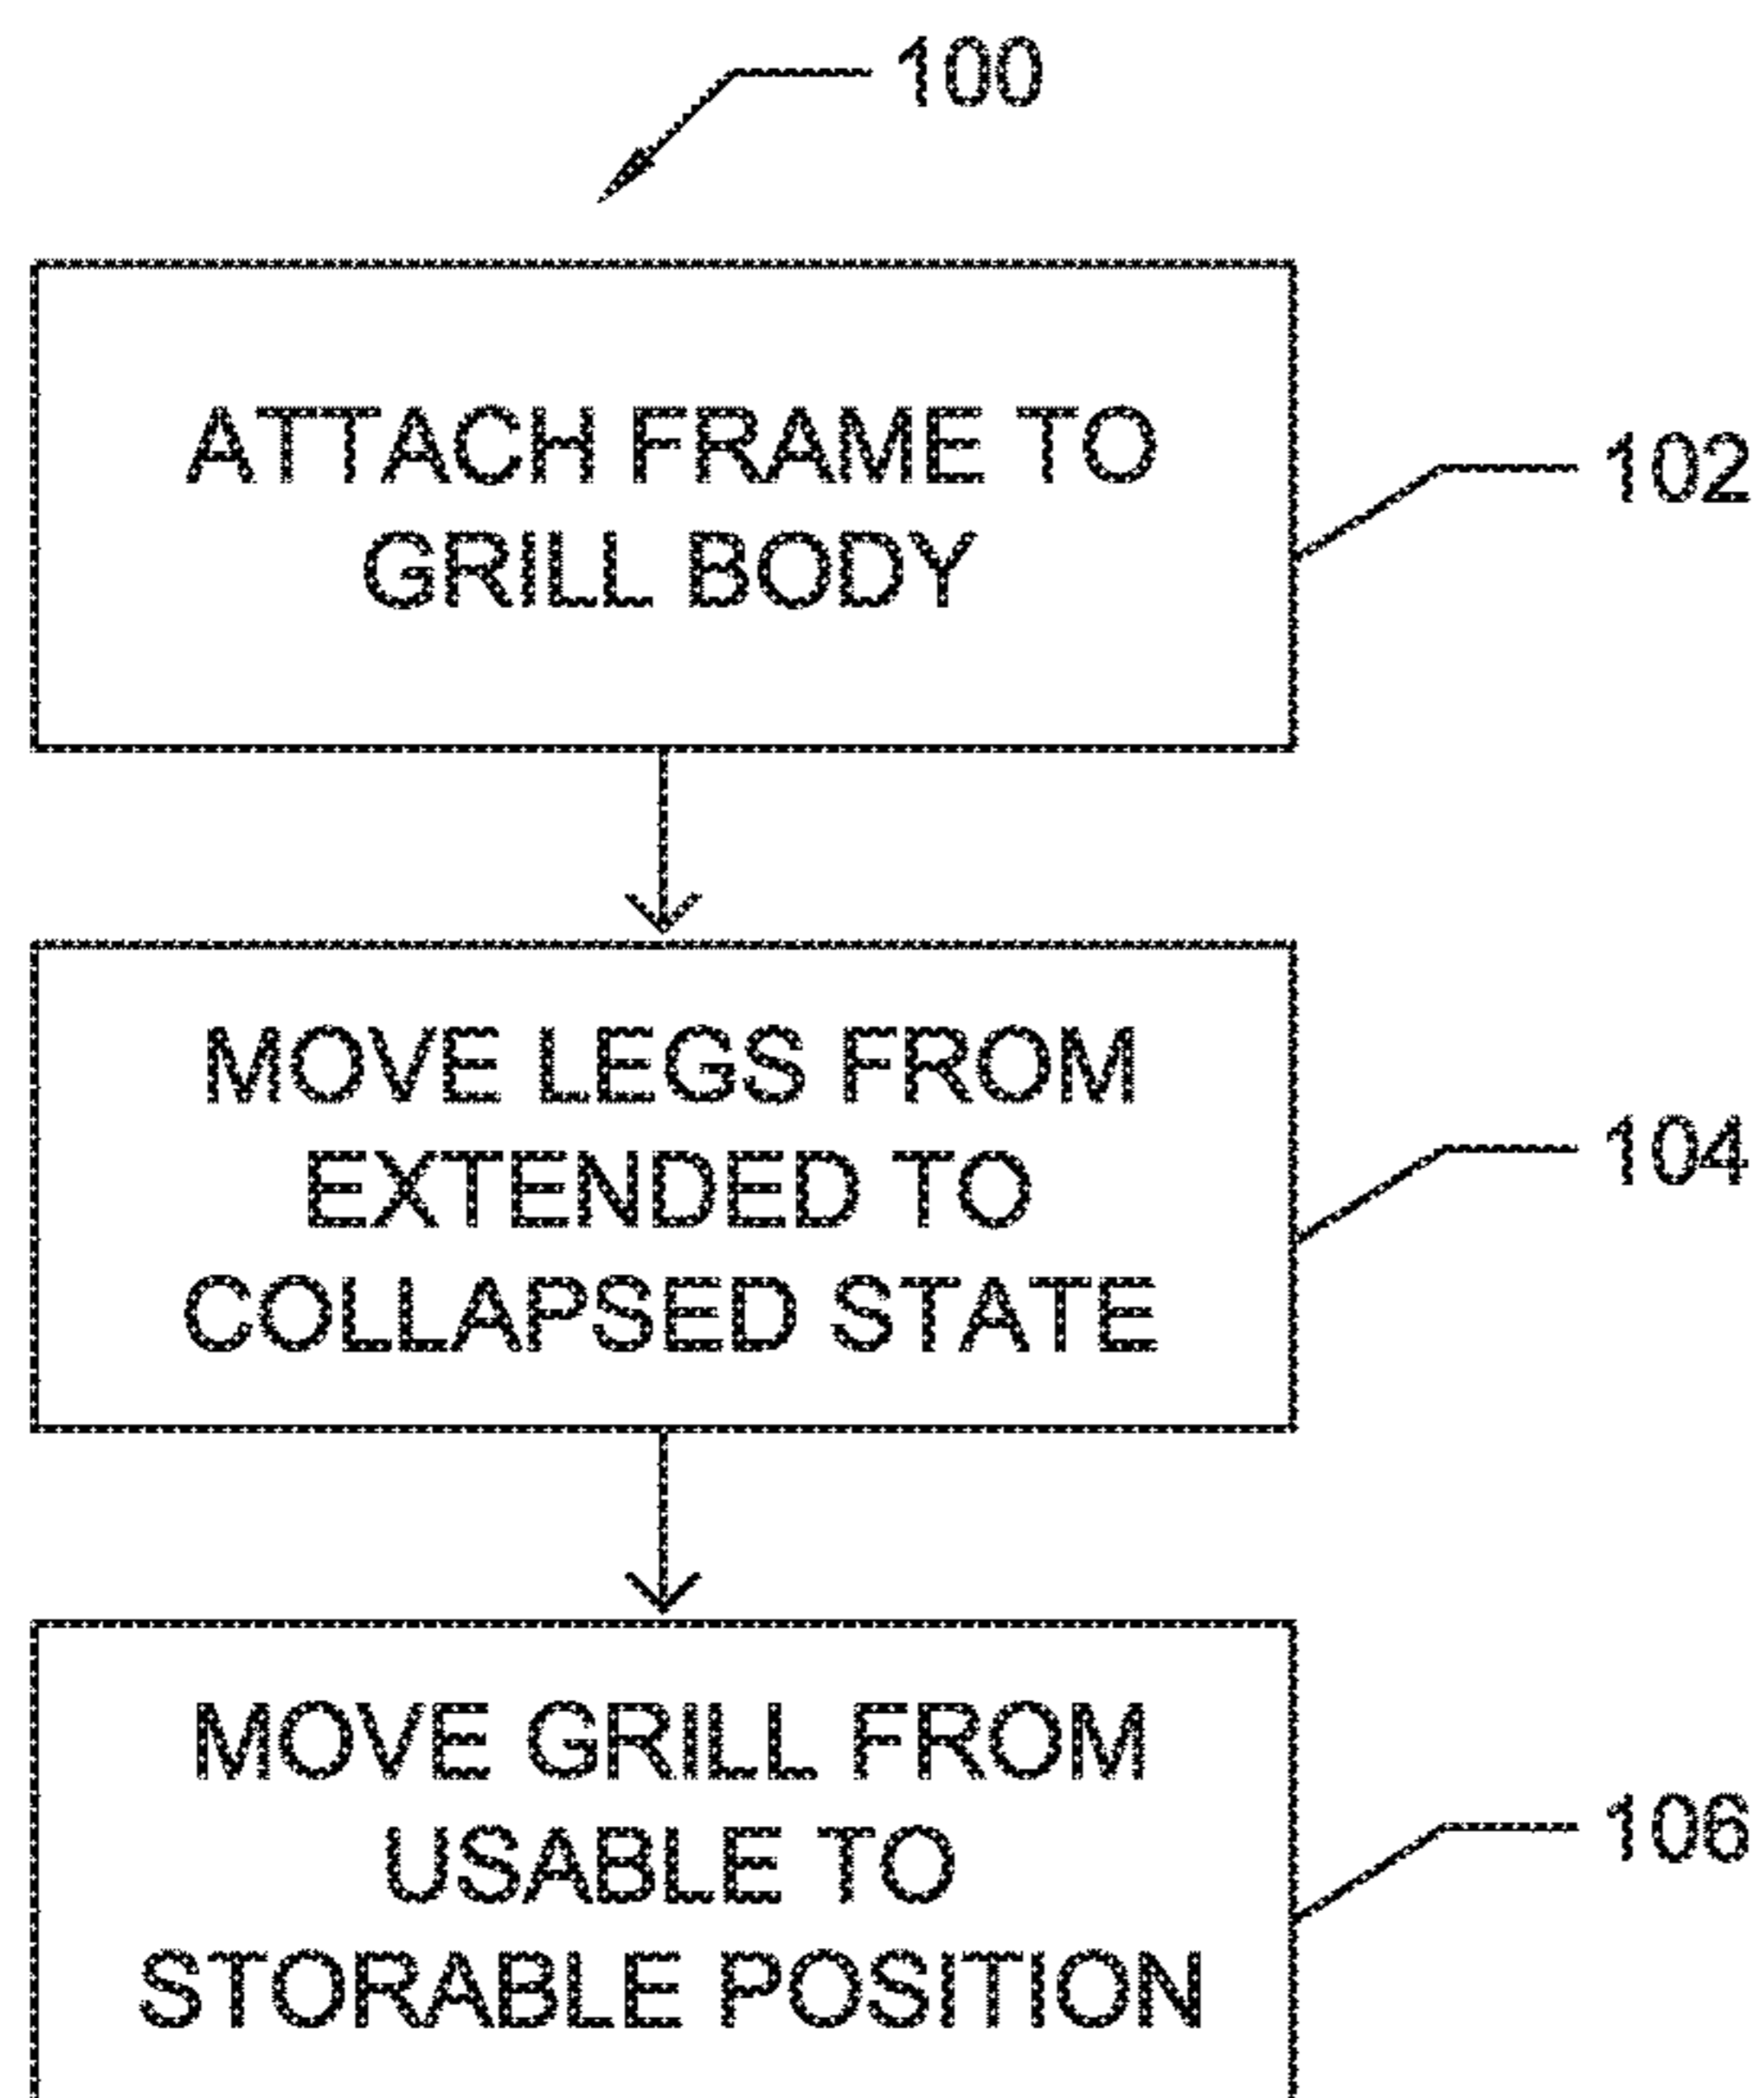 100
ATTACH FRAME TO
GRILL BODY
102
MOVE LEGS FROM
EXTENDED TO
COLLAPSED STATE
104
MOVE GRILL FROM
USABLE TO
STORABLE POSITION
106